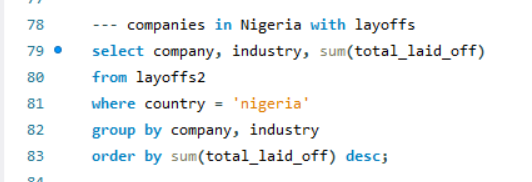 78 --- companies in Nigeria with layoffs
79 select company, industry, sum(total_laid_off)
80 from layoffs2
81 where country = 'nigeria'
82 group by company, industry
83 order by sum(total_laid_off) desc;